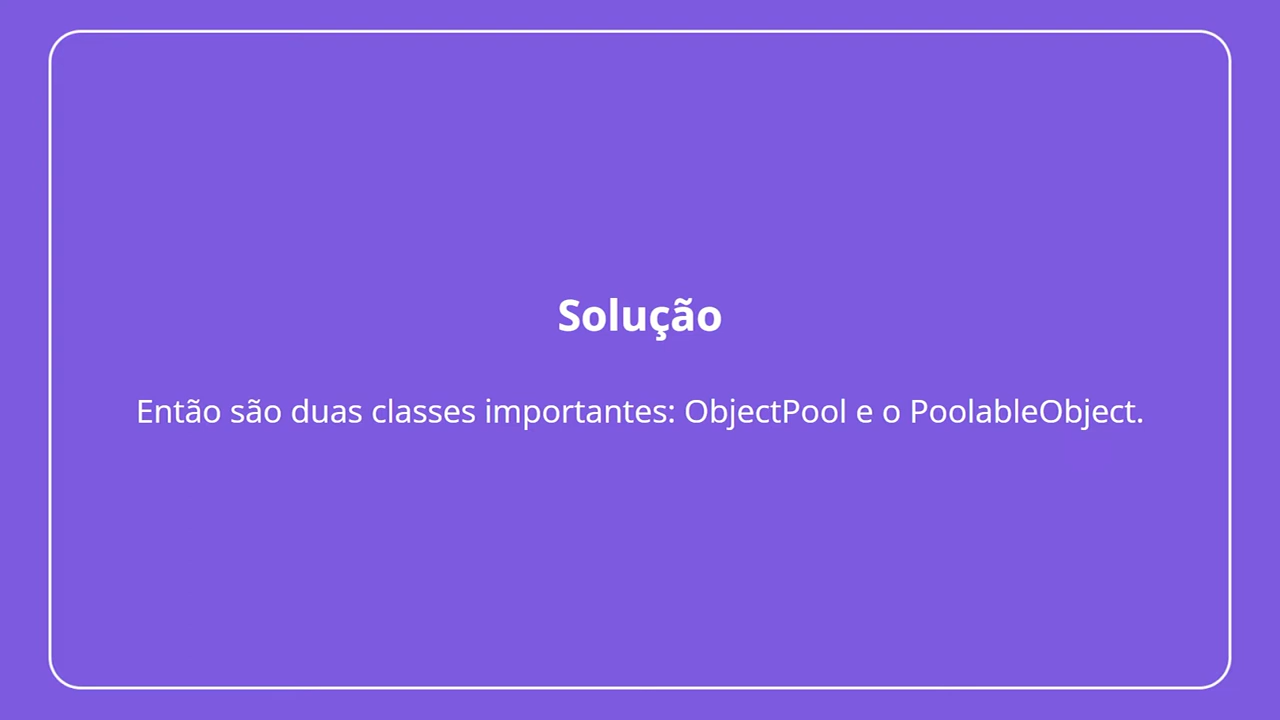 Solução
Então são duas classes importantes: ObjectPool e o PoolableObject.